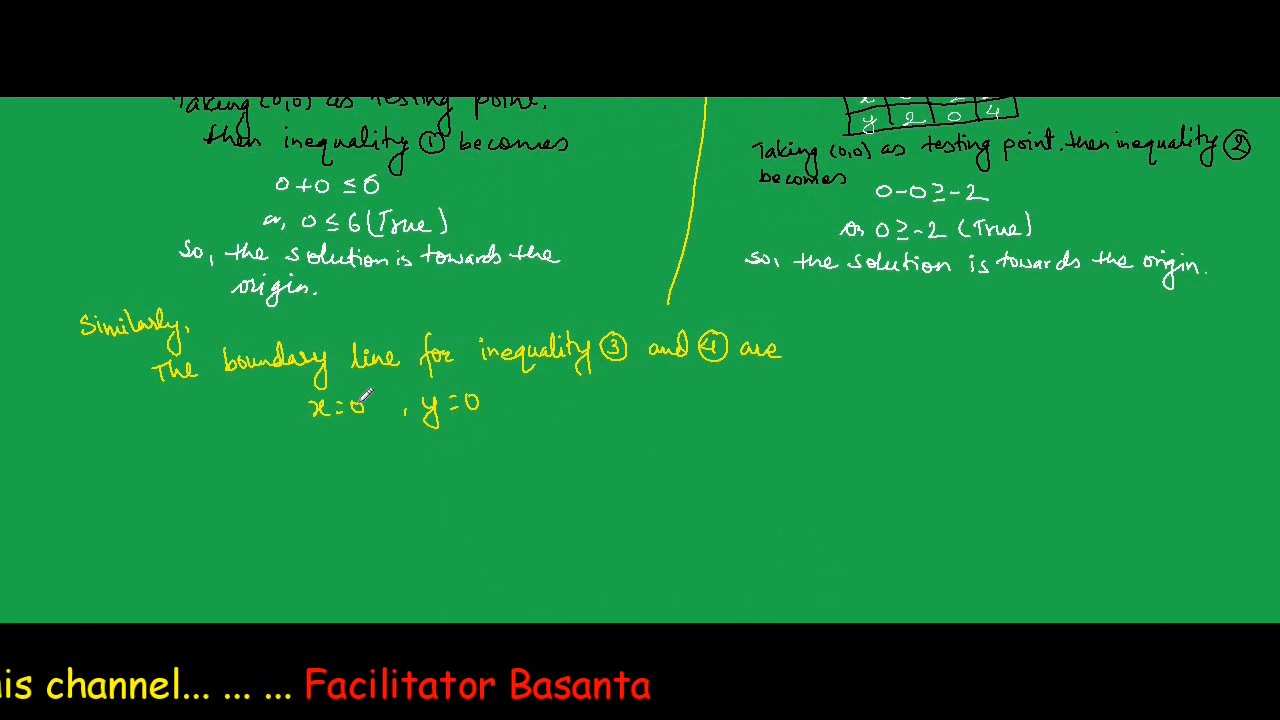 Taking (0,0) as testing point,
then inequality ① becomes
0+0 ≤ 6
or, 0 ≤ 6 (True)
So, the solution is towards the
origin.
y 2 0 4
Taking (0,0) as testing point, then inequality ②
becomes
0-0 ≥ -2
or 0 ≥ -2 (True)
So, the solution is towards the origin.
Similarly,
The boundary line for inequality ③ and ④ are
x=0 , y=0
is channel... ... ... Facilitator Basanta